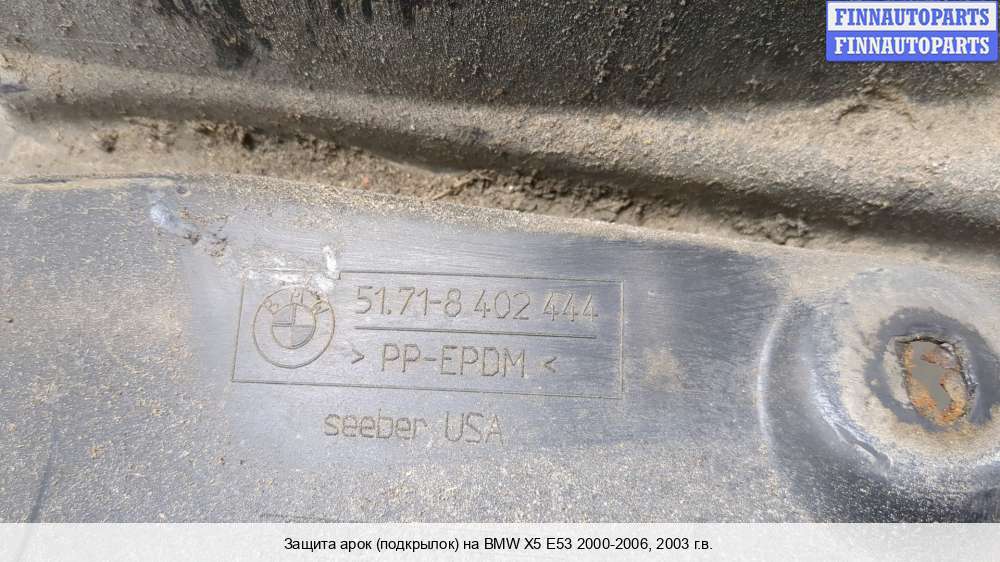 FINNAUTOPARTS
FINNAUTOPARTS
BMW
51.71-8 402 444
> PP-EPDM <
seeber USA
Защита арок (подкрылок) на BMW X5 E53 2000-2006, 2003 г.в.